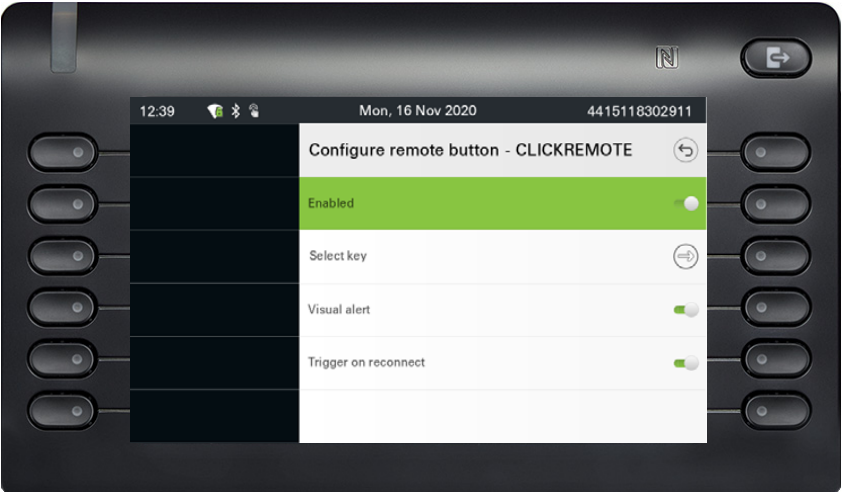 12:39 Mon, 16 Nov 2020 4415118302911
Configure remote button - CLICKREMOTE
Enabled
Select key
Visual alert
Trigger on reconnect